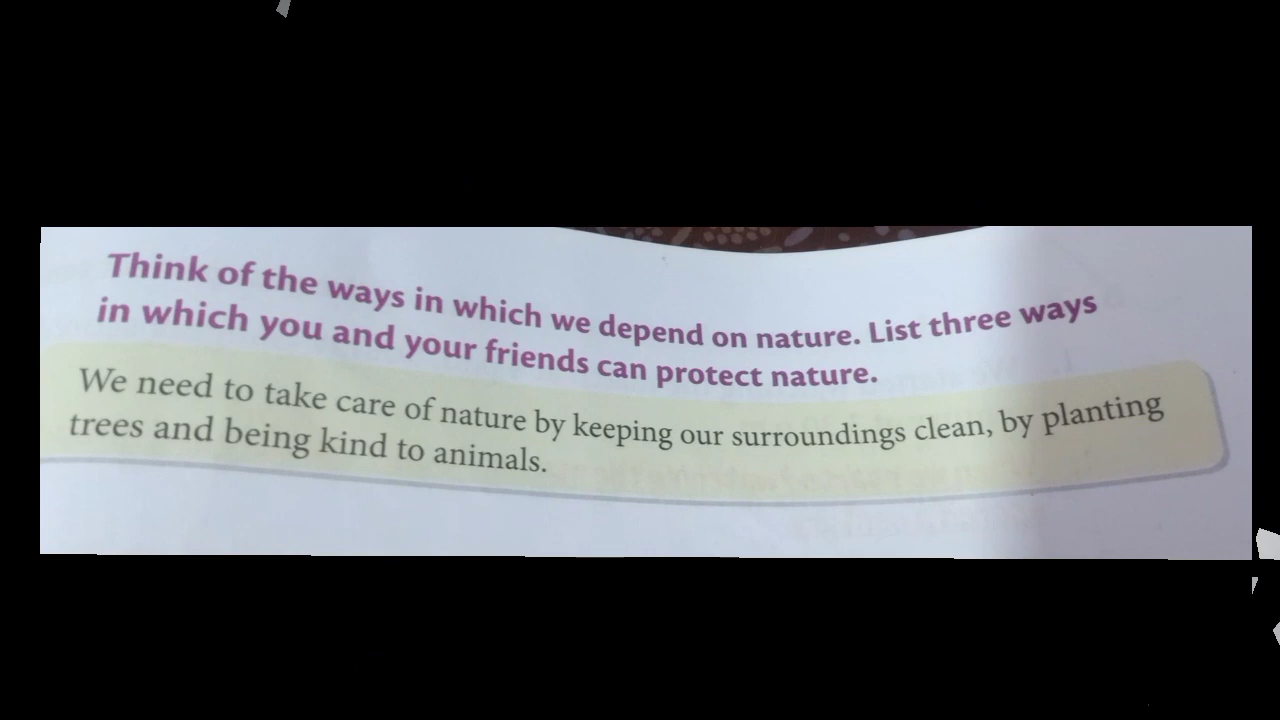 Think of the ways in which we depend on nature. List three ways
in which you and your friends can protect nature.
We need to take care of nature by keeping our surroundings clean, by planting
trees and being kind to animals.